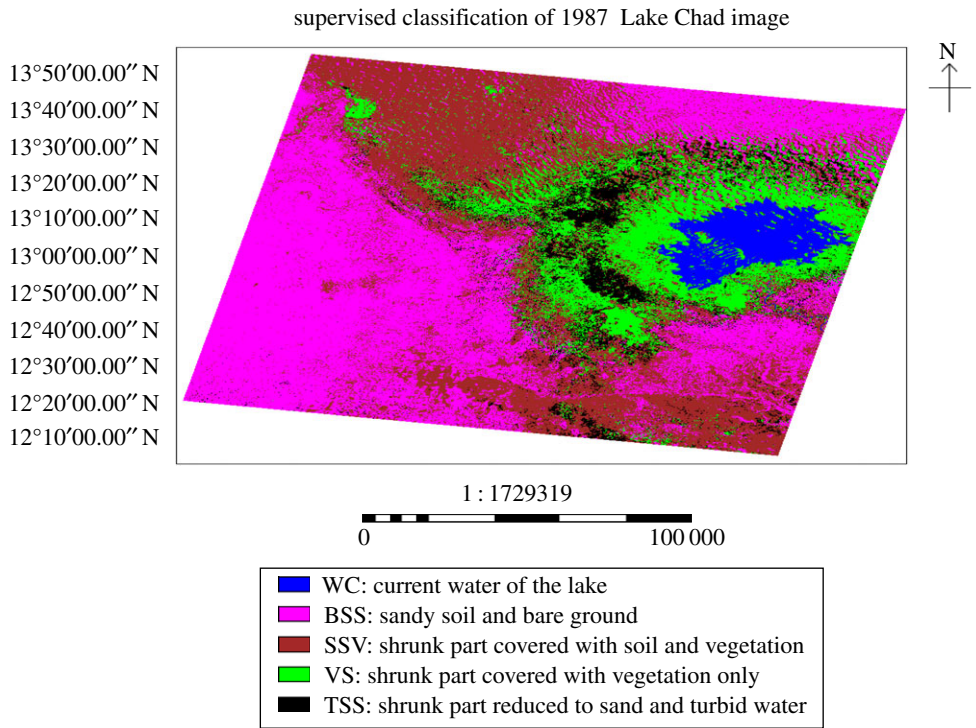 supervised classification of 1987 Lake Chad image
N
13°50′00.00″ N
13°40′00.00″ N
13°30′00.00″ N
13°20′00.00″ N
13°10′00.00″ N
13°00′00.00″ N
12°50′00.00″ N
12°40′00.00″ N
12°30′00.00″ N
12°20′00.00″ N
12°10′00.00″ N
1 : 1729319
0 100 000
WC: current water of the lake
BSS: sandy soil and bare ground
SSV: shrunk part covered with soil and vegetation
VS: shrunk part covered with vegetation only
TSS: shrunk part reduced to sand and turbid water